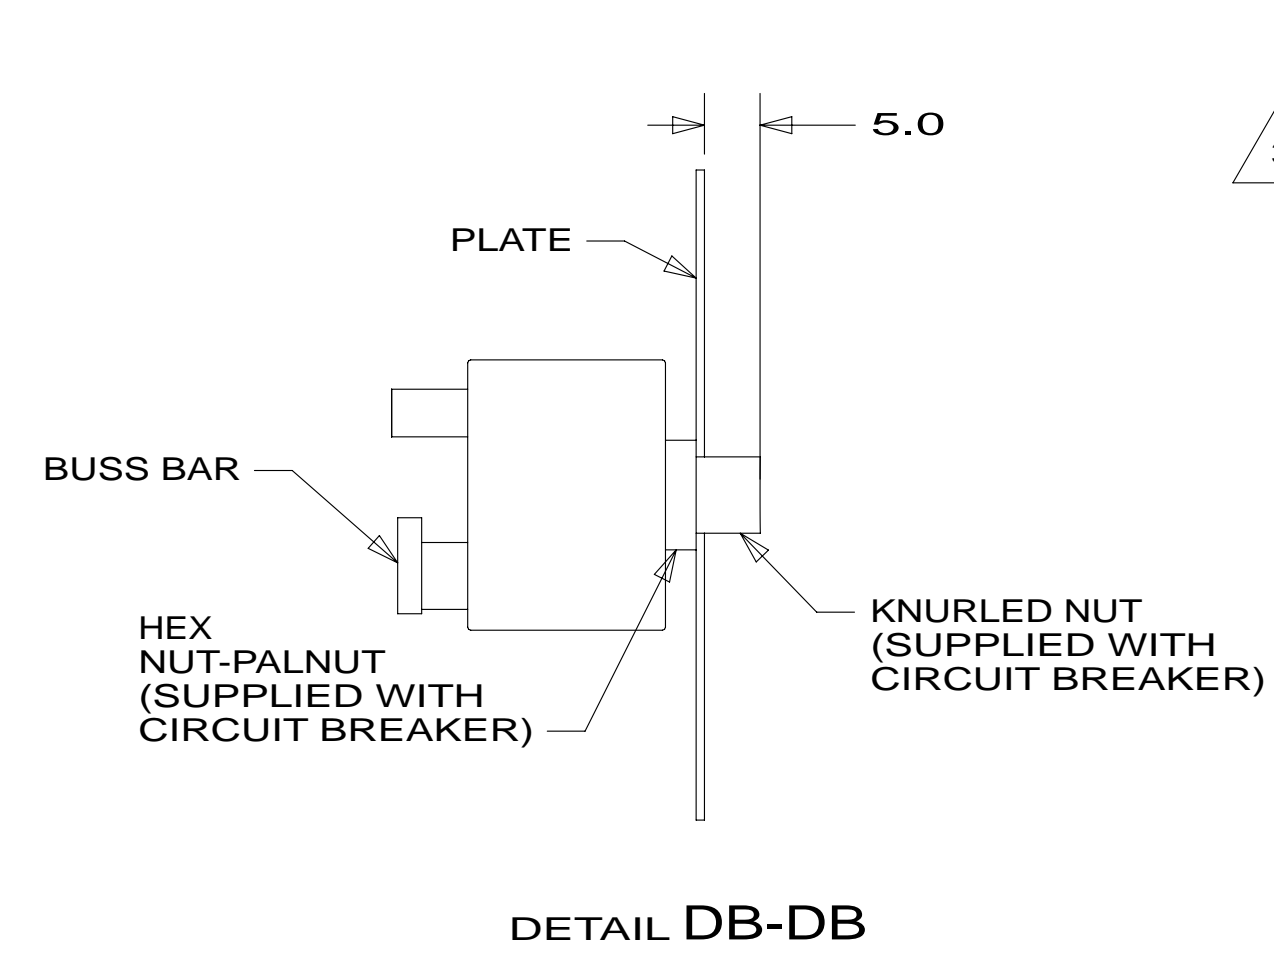 5.0
PLATE
BUSS BAR
HEX
NUT-PALNUT
(SUPPLIED WITH
CIRCUIT BREAKER)
KNURLED NUT
(SUPPLIED WITH
CIRCUIT BREAKER)
DETAIL DB-DB